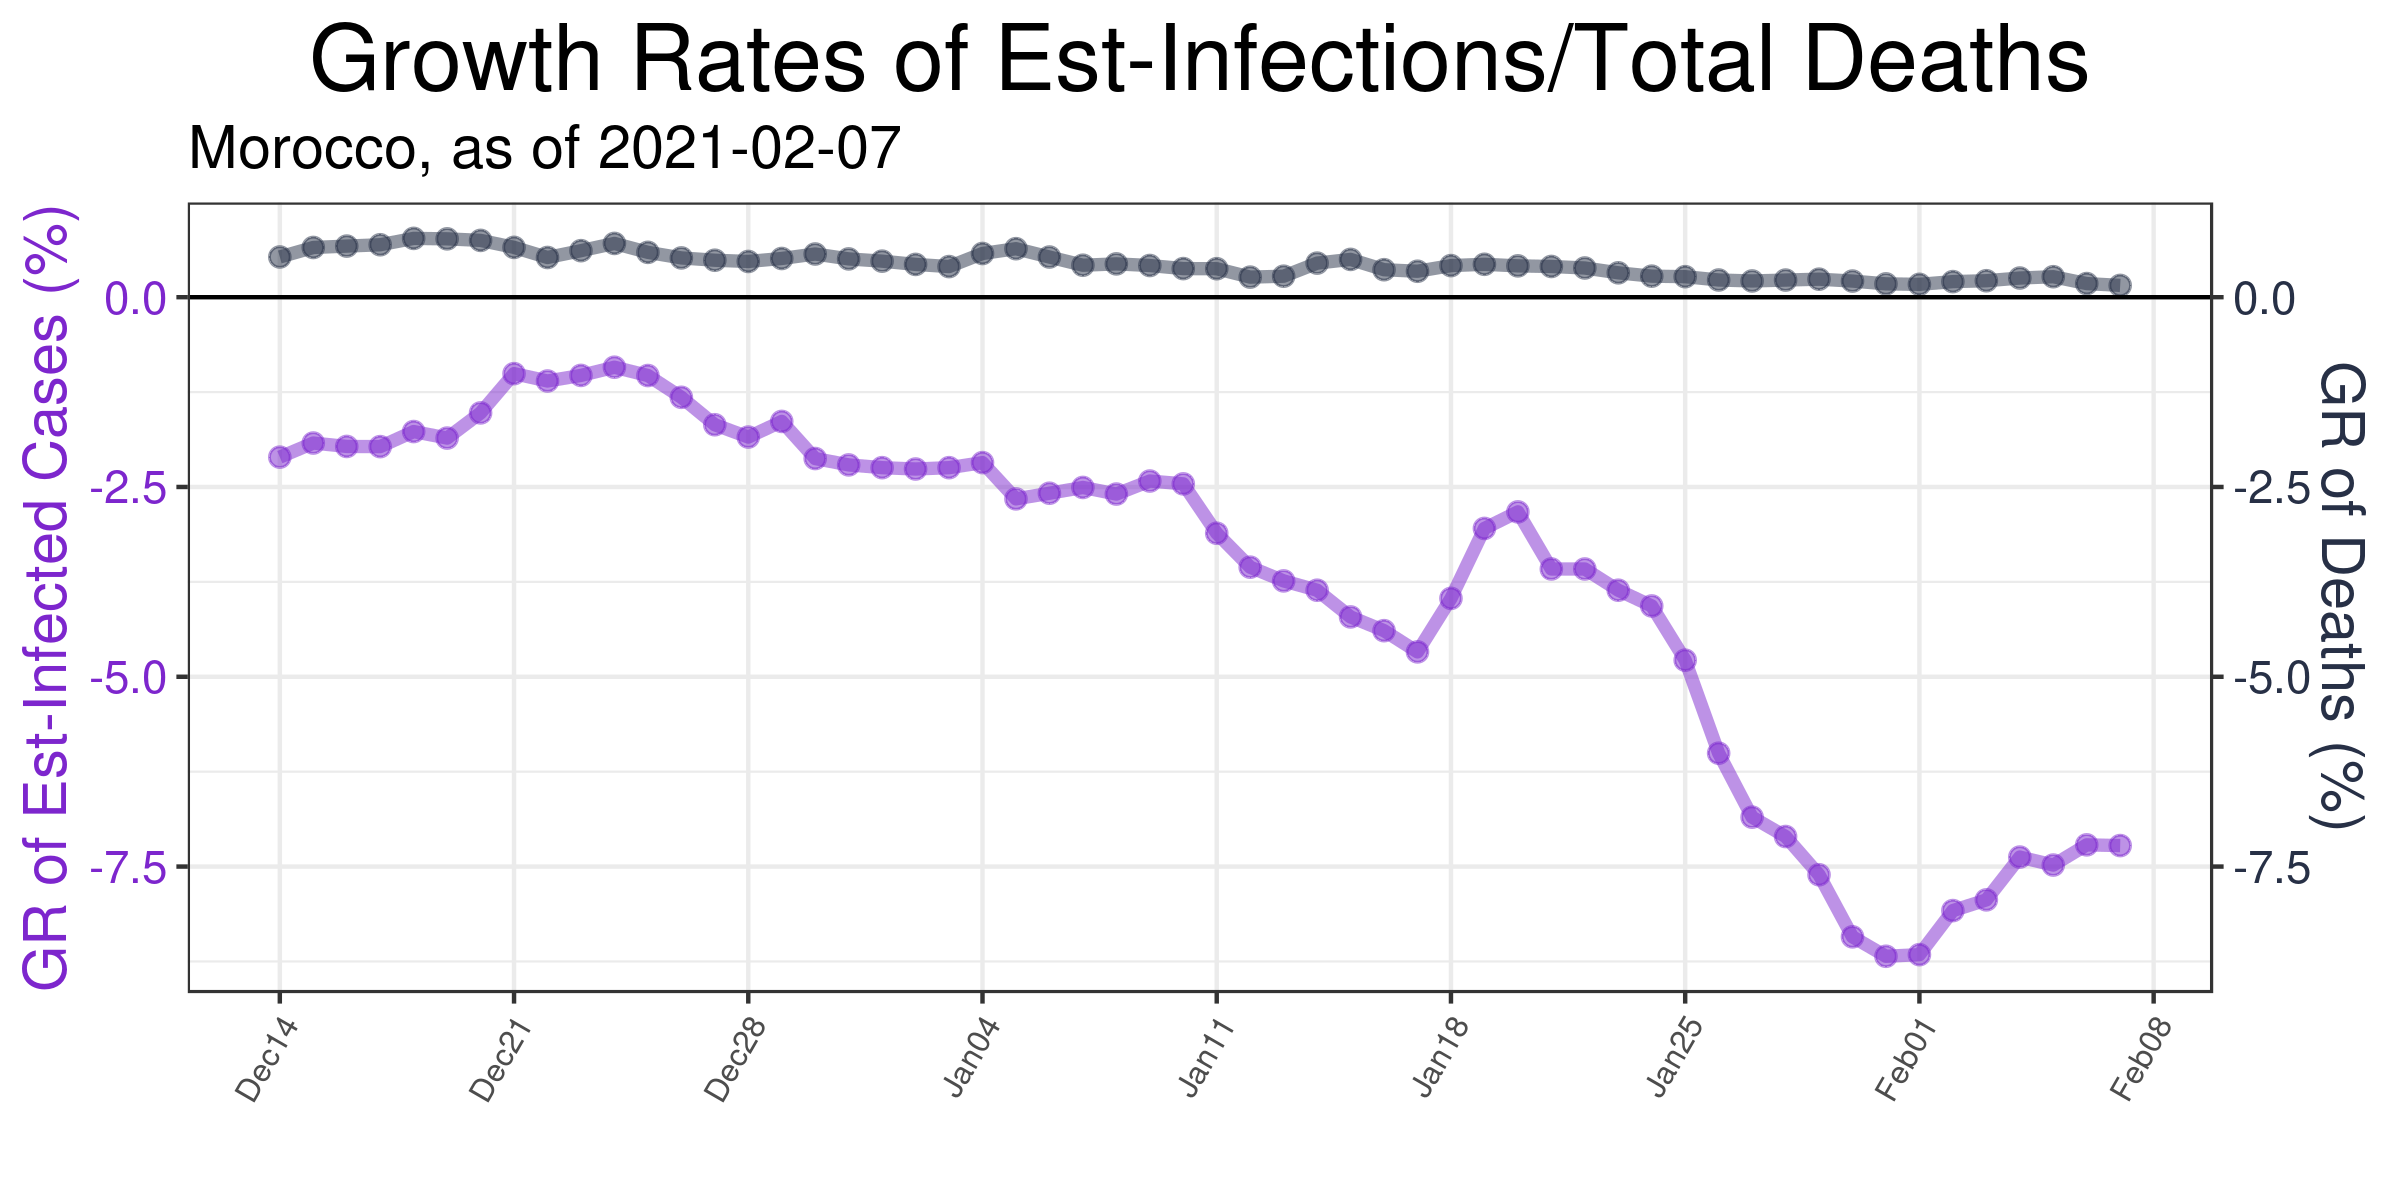 Growth Rates of Est-Infections/Total Deaths
Morocco, as of 2021-02-07
GR of Est-Infected Cases (%)
0.0
-2.5
-5.0
-7.5
0.0
-2.5
-5.0
-7.5
GR of Deaths (%)
Dec14
Dec21
Dec28
Jan04
Jan11
Jan18
Jan25
Feb01
Feb08